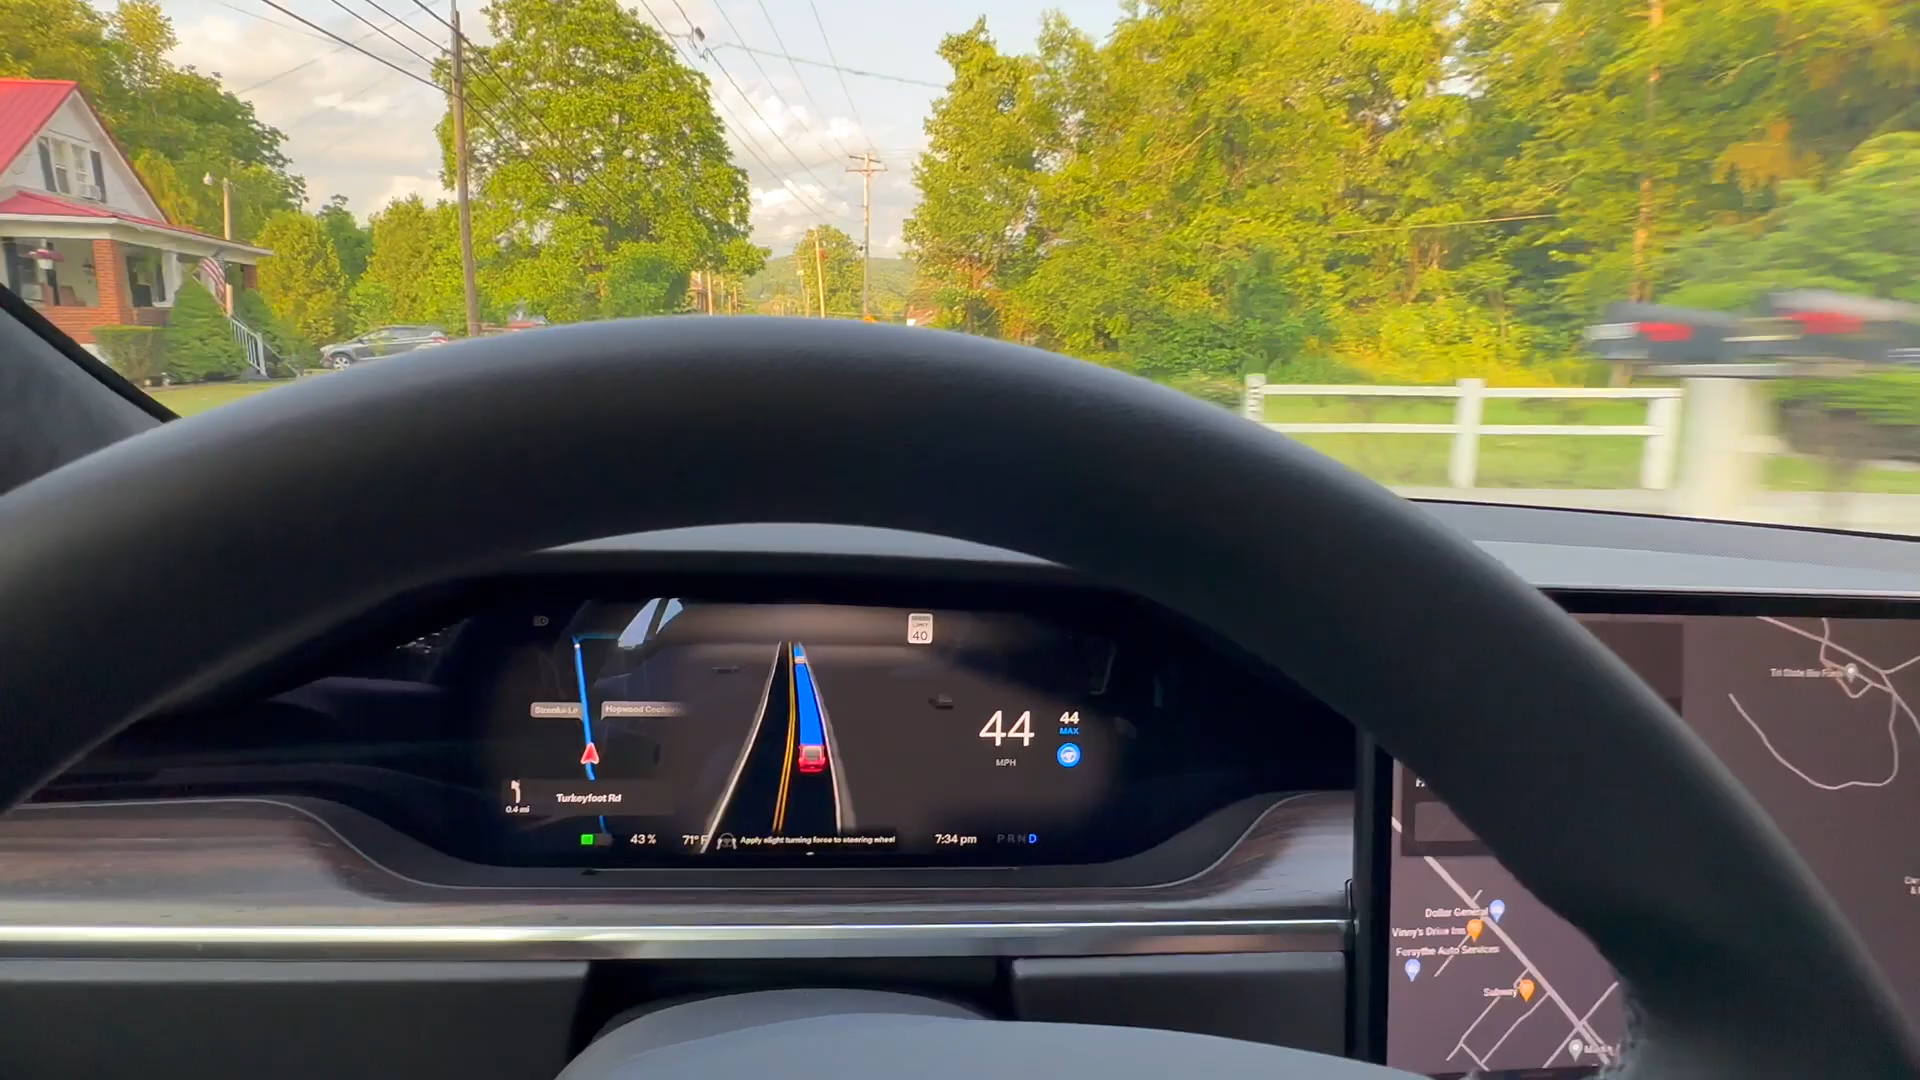 LIMIT
40
44
MPH
44
MAX
0.4 mi
Turkeyfoot Rd
43 %
71° F
Apply slight turning force to steering wheel
7:34 pm
P R N D
Dollar General
Vinny's Drive Inn
Forsythe Auto Services
Subway